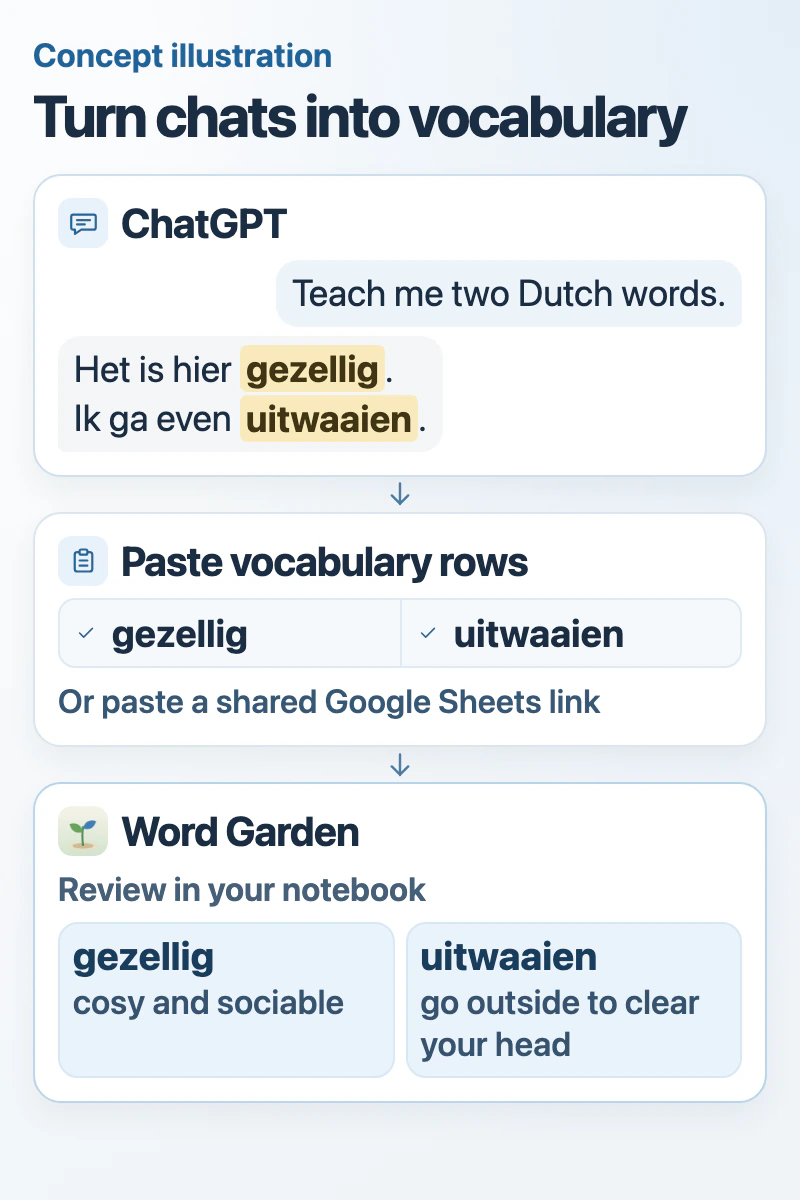 Concept illustration
Turn chats into vocabulary
ChatGPT
Teach me two Dutch words.
Het is hier gezellig.
Ik ga even uitwaaien.
Paste vocabulary rows
gezellig
uitwaaien
Or paste a shared Google Sheets link
Word Garden
Review in your notebook
gezellig
cosy and sociable
uitwaaien
go outside to clear
your head